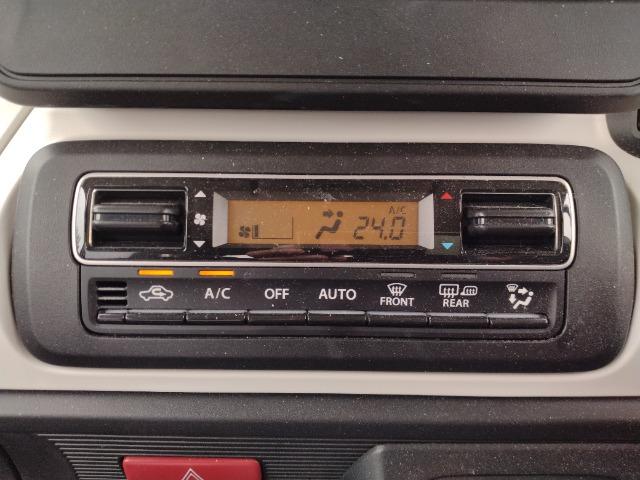 A/C
24.0
A/C OFF AUTO FRONT REAR